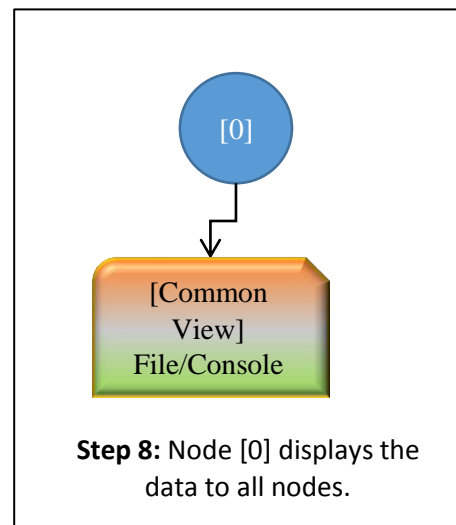 [0]
[Common
View]
File/Console
Step 8: Node [0] displays the
data to all nodes.